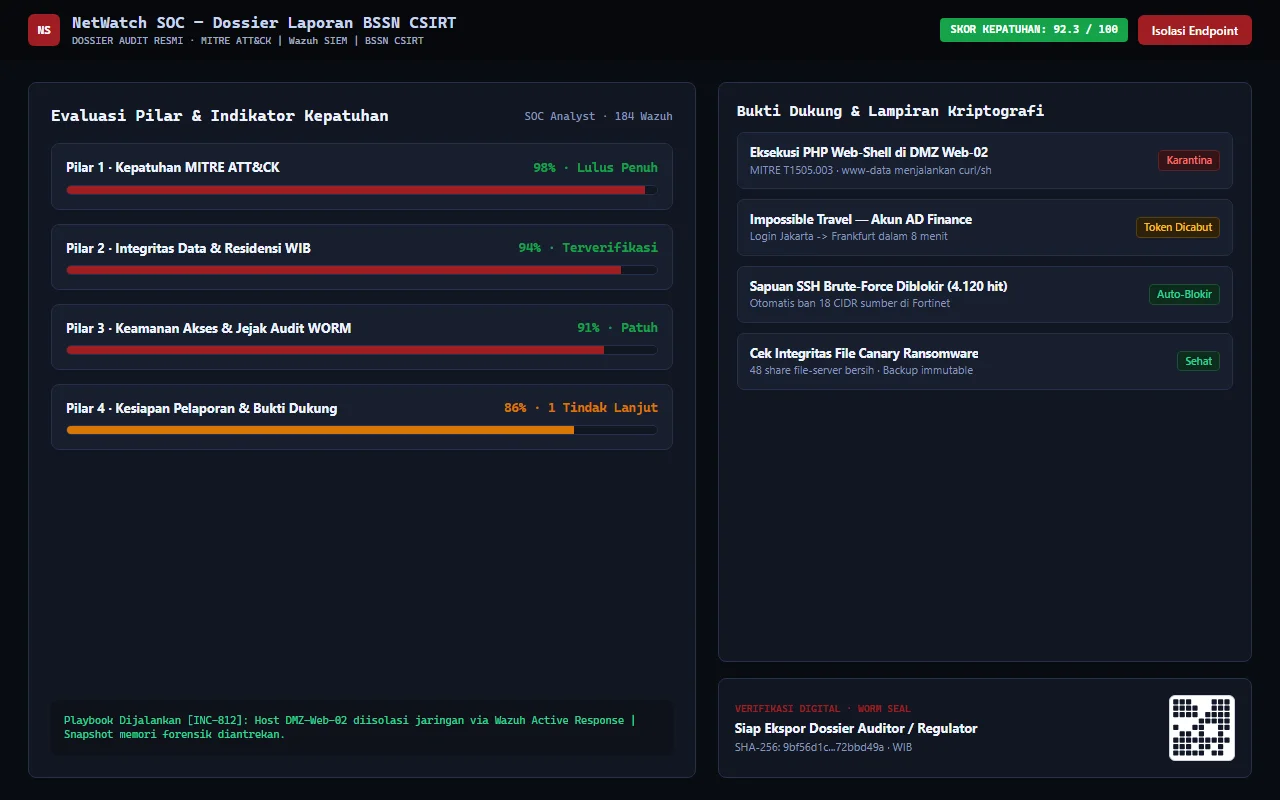 NS
NetWatch SOC — Dossier Laporan BSSN CSIRT
DOSSIER AUDIT RESMI · MITRE ATT&CK | Wazuh SIEM | BSSN CSIRT
SKOR KEPATUHAN: 92.3 / 100
Isolasi Endpoint
Evaluasi Pilar & Indikator Kepatuhan
SOC Analyst · 184 Wazuh
Pilar 1 · Kepatuhan MITRE ATT&CK
98% · Lulus Penuh
Pilar 2 · Integritas Data & Residensi WIB
94% · Terverifikasi
Pilar 3 · Keamanan Akses & Jejak Audit WORM
91% · Patuh
Pilar 4 · Kesiapan Pelaporan & Bukti Dukung
86% · 1 Tindak Lanjut
Playbook Dijalankan [INC-812]: Host DMZ-Web-02 diisolasi jaringan via Wazuh Active Response |
Snapshot memori forensik diantrekan.
Bukti Dukung & Lampiran Kriptografi
Eksekusi PHP Web-Shell di DMZ Web-02
MITRE T1505.003 · www-data menjalankan curl/sh
Karantina
Impossible Travel — Akun AD Finance
Login Jakarta -> Frankfurt dalam 8 menit
Token Dicabut
Sapuan SSH Brute-Force Diblokir (4.120 hit)
Otomatis ban 18 CIDR sumber di Fortinet
Auto-Blokir
Cek Integritas File Canary Ransomware
48 share file-server bersih · Backup immutable
Sehat
VERIFIKASI DIGITAL · WORM SEAL
Siap Ekspor Dossier Auditor / Regulator
SHA-256: 9bf56d1c...72bbd49a · WIB